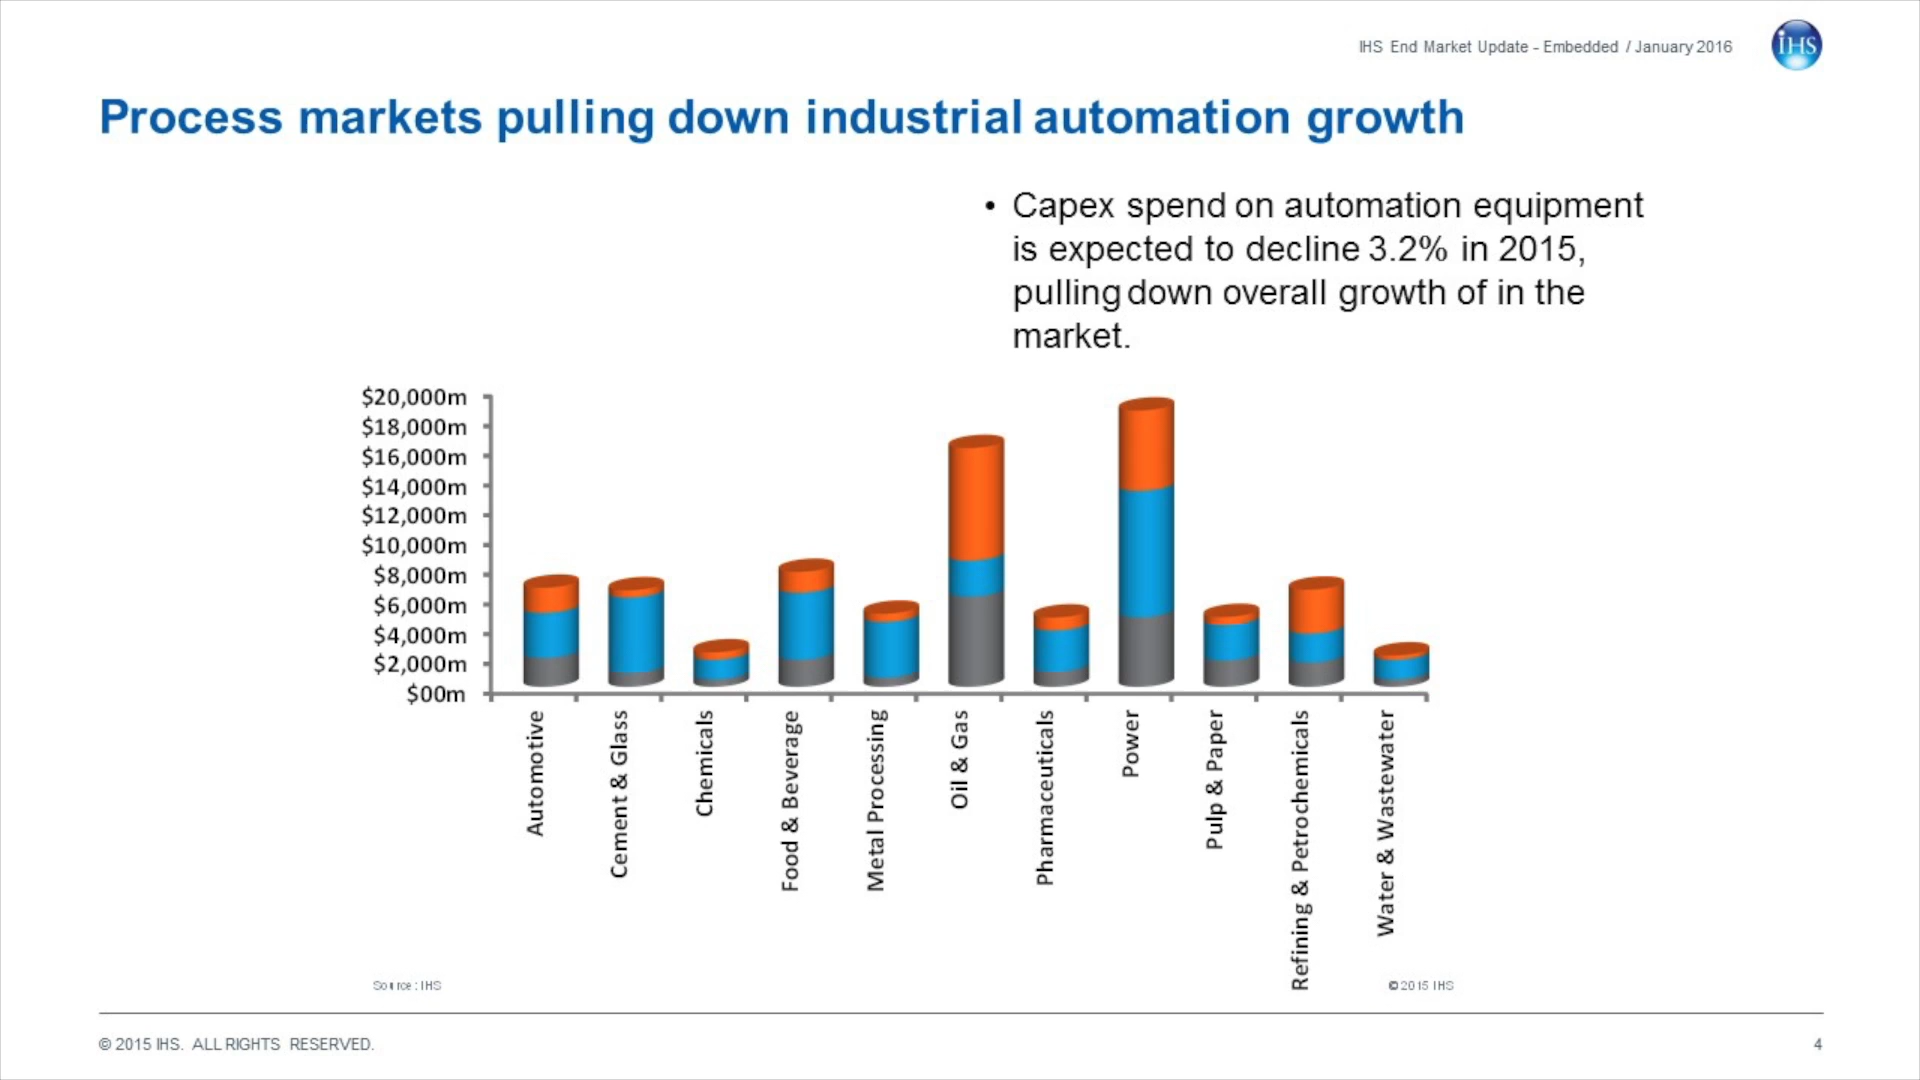 IHS End Market Update - Embedded / January 2016
iHS
Process markets pulling down industrial automation growth
• Capex spend on automation equipment
is expected to decline 3.2% in 2015,
pulling down overall growth of in the
market.
$20,000m
$18,000m
$16,000m
$14,000m
$12,000m
$10,000m
$8,000m
$6,000m
$4,000m
$2,000m
$00m
Automotive
Cement & Glass
Chemicals
Food & Beverage
Metal Processing
Oil & Gas
Pharmaceuticals
Power
Pulp & Paper
Refining & Petrochemicals
Water & Wastewater
Source: IHS
© 2015 IHS
© 2015 IHS. ALL RIGHTS RESERVED.
4